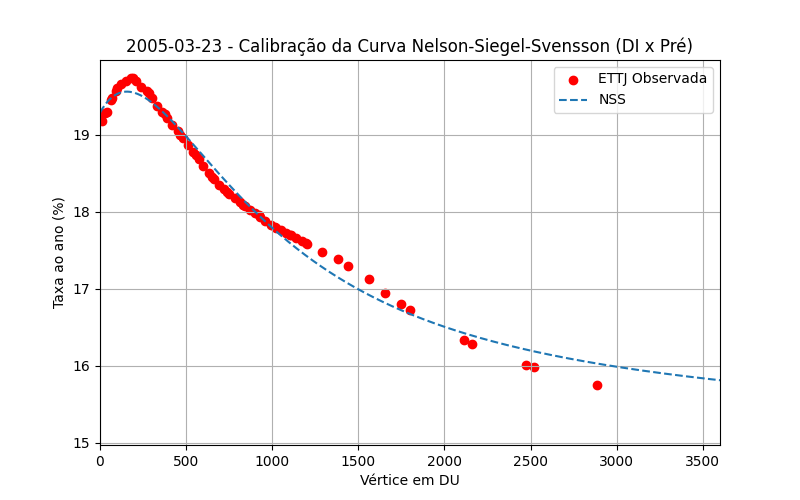 2005-03-23 - Calibração da Curva Nelson-Siegel-Svensson (DI x Pré)
ETTJ Observada
NSS
Taxa ao ano (%)
19
18
17
16
15
0 500 1000 1500 2000 2500 3000 3500
Vértice em DU